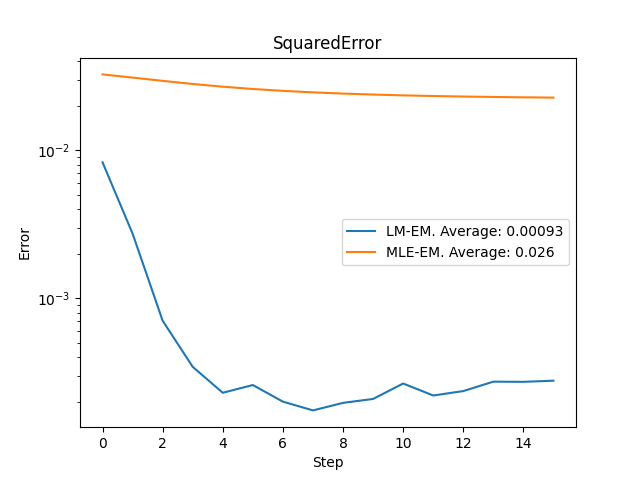 SquaredError
Error
10^{-2}
10^{-3}
LM-EM. Average: 0.00093
MLE-EM. Average: 0.026
0 2 4 6 8 10 12 14
Step